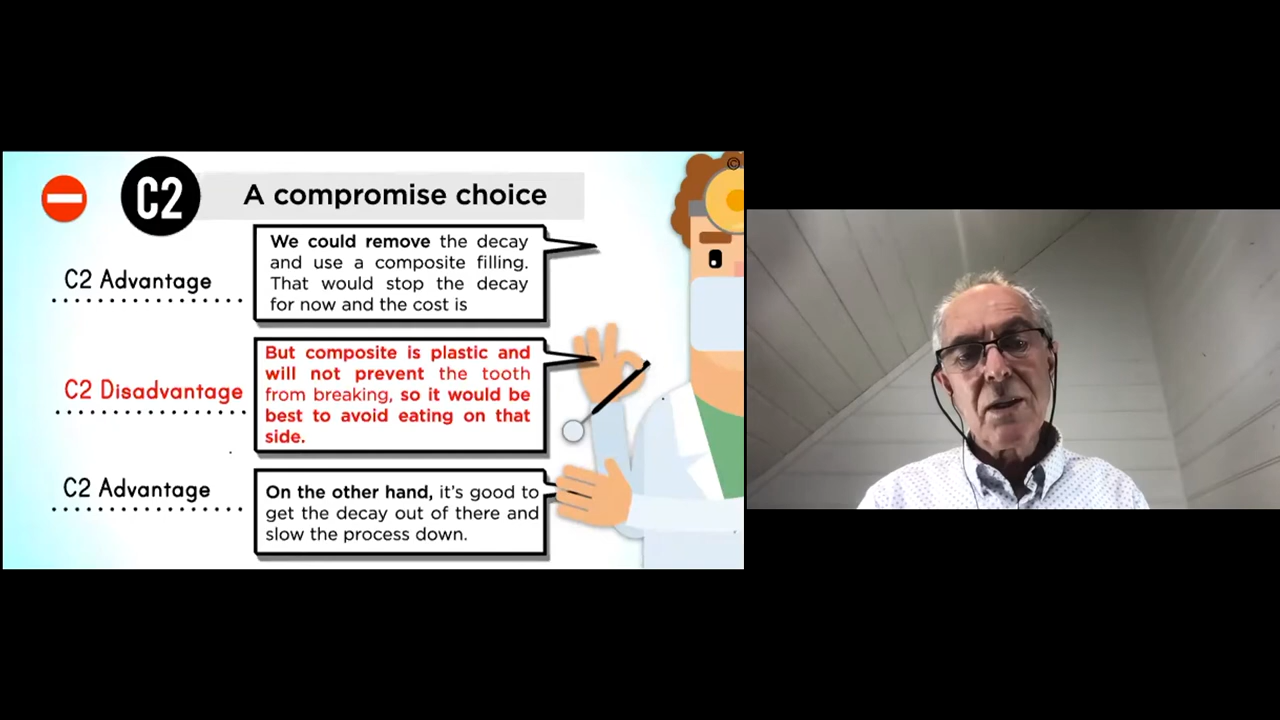 C2
A compromise choice
©
C2 Advantage
We could remove the decay
and use a composite filling.
That would stop the decay
for now and the cost is
C2 Disadvantage
But composite is plastic and
will not prevent the tooth
from breaking, so it would be
best to avoid eating on that
side.
C2 Advantage
On the other hand, it's good to
get the decay out of there and
slow the process down.